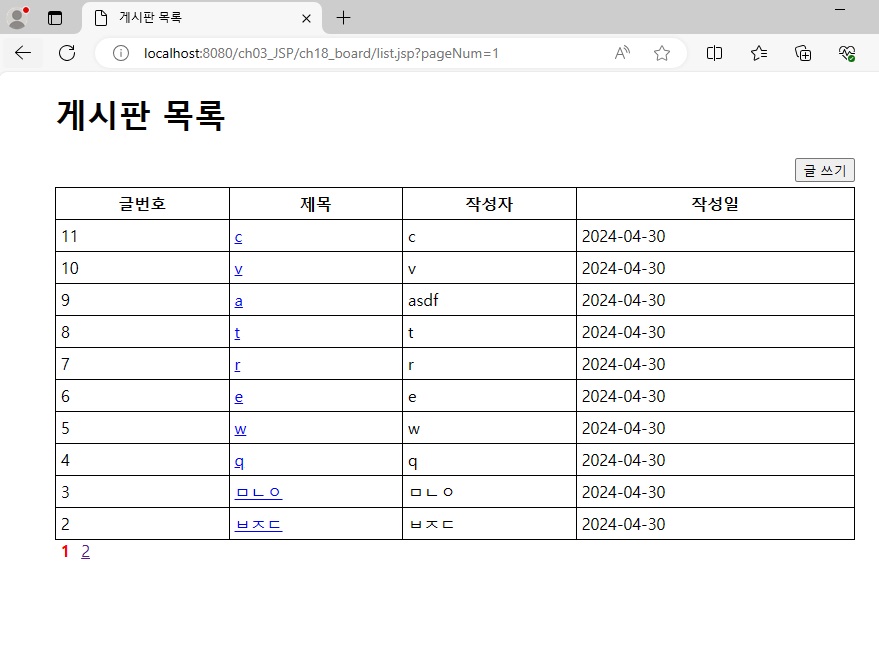 게시판 목록
localhost:8080/ch03_JSP/ch18_board/list.jsp?pageNum=1
게시판 목록
글 쓰기
글번호 제목 작성자 작성일
11 c c 2024-04-30
10 v v 2024-04-30
9 a asdf 2024-04-30
8 t t 2024-04-30
7 r r 2024-04-30
6 e e 2024-04-30
5 w w 2024-04-30
4 q q 2024-04-30
3 ㅁㄴㅇ ㅁㄴㅇ 2024-04-30
2 ㅂㅈㄷ ㅂㅈㄷ 2024-04-30
1 2